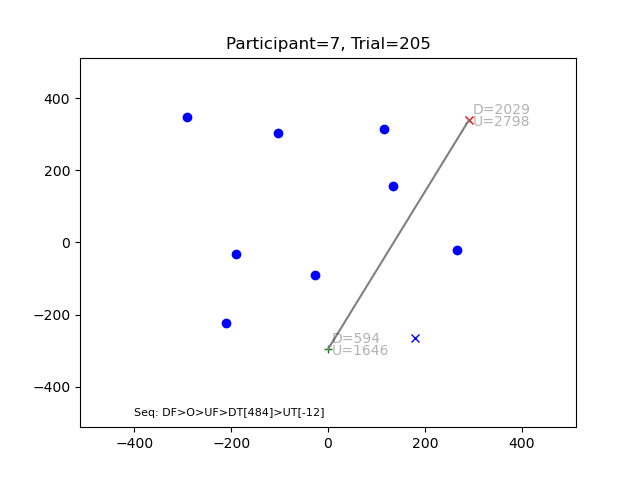 Participant=7, Trial=205
400
200
0
−200
−400
D=2029
U=2798
D=594
U=1646
Seq: DF>O>UF>DT[484]>UT[-12]
−400
−200
0
200
400